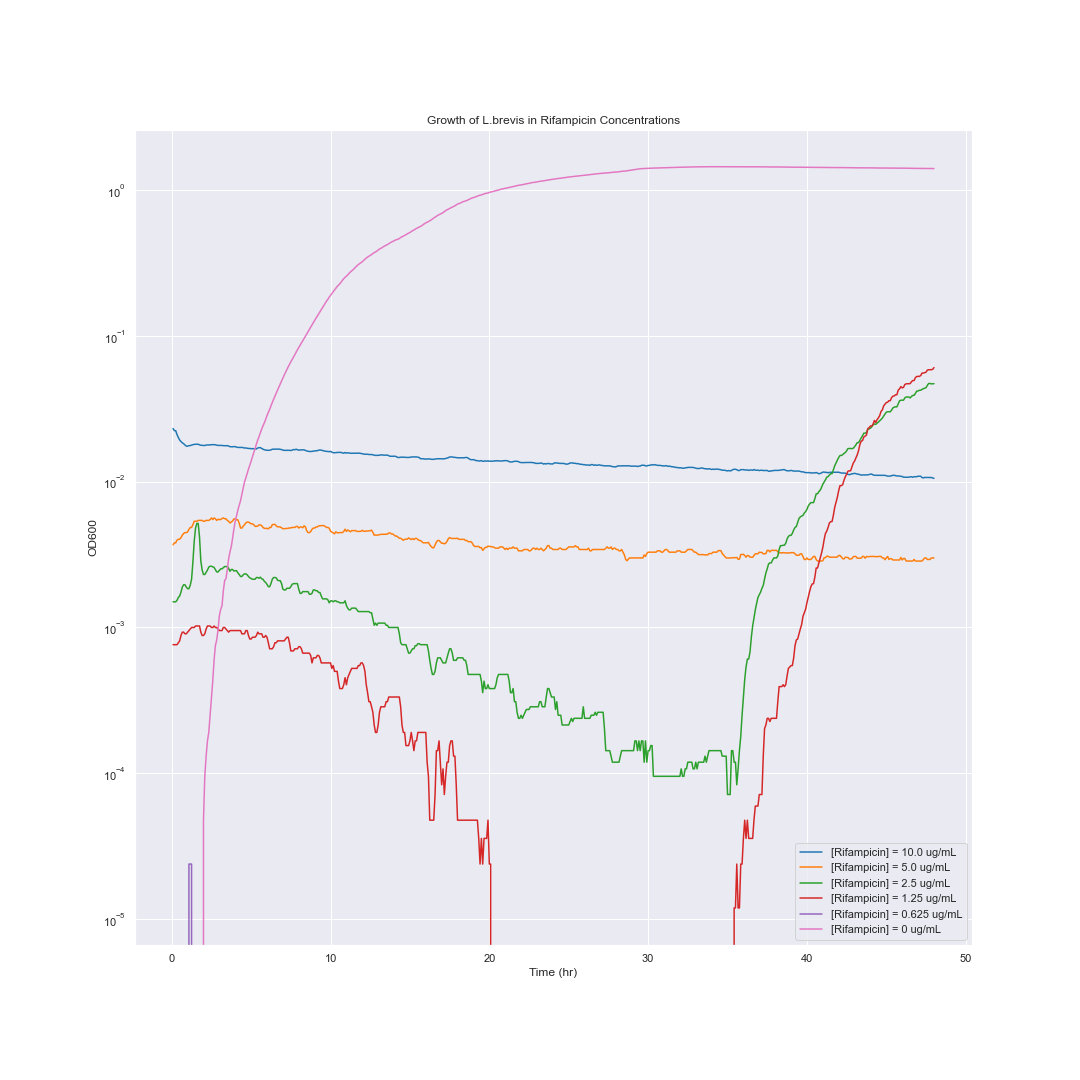 Growth of L.brevis in Rifampicin Concentrations
10⁰
10⁻¹
10⁻²
10⁻³
10⁻⁴
10⁻⁵
OD600
0 10 20 30 40 50
Time (hr)
[Rifampicin] = 10.0 ug/mL
[Rifampicin] = 5.0 ug/mL
[Rifampicin] = 2.5 ug/mL
[Rifampicin] = 1.25 ug/mL
[Rifampicin] = 0.625 ug/mL
[Rifampicin] = 0 ug/mL